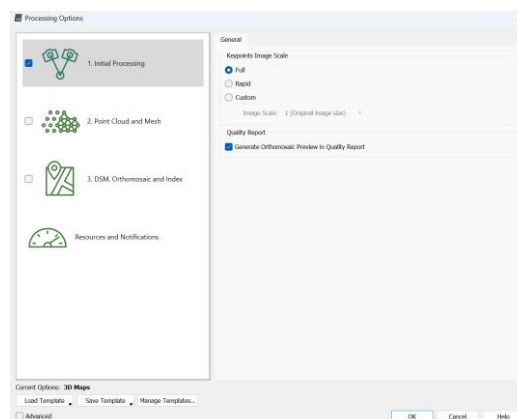 Processing Options
1. Initial Processing
2. Point Cloud and Mesh
3. DSM, Orthomosaic and Index
Resources and Notifications
General
Keypoints Image Scale
Full
Rapid
Custom
Image Scale: 1 (Original image size)
Quality Report
Generate Orthomosaic Preview in Quality Report
Current Options: 3D Maps
Load Template Save Template Manage Templates...
Advanced OK Cancel Help